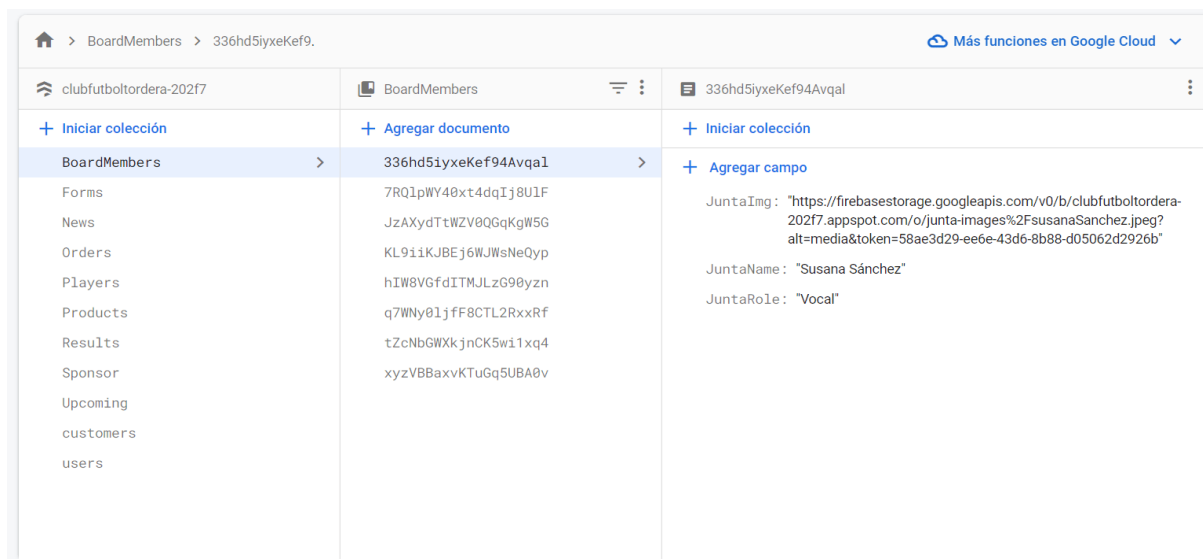 BoardMembers > 336hd5iyxeKef9.
Más funciones en Google Cloud
clubfutboltordera-202f7
Iniciar colección
BoardMembers
Forms
News
Orders
Players
Products
Results
Sponsor
Upcoming
customers
users
BoardMembers
Agregar documento
336hd5iyxeKef94Avqal
7RQlpWY40xt4dqIj8UlF
JzAXydTtWZV0QGqKgW5G
KL9iiKJBEj6WJWsNeQyp
hIW8VGfdITMJLzG90yzn
q7WNy0ljfF8CTL2RxxRf
tZcNbGWXkjnCK5wi1xq4
xyzVBBaxvKTuGq5UBA0v
336hd5iyxeKef94Avqal
Iniciar colección
Agregar campo
JuntaImg: "https://firebasestorage.googleapis.com/v0/b/clubfutboltordera-
202f7.appspot.com/o/junta-images%2FsusanaSanchez.jpeg?
alt=media&token=58ae3d29-ee6e-43d6-8b88-d05062d2926b"
JuntaName: "Susana Sánchez"
JuntaRole: "Vocal"